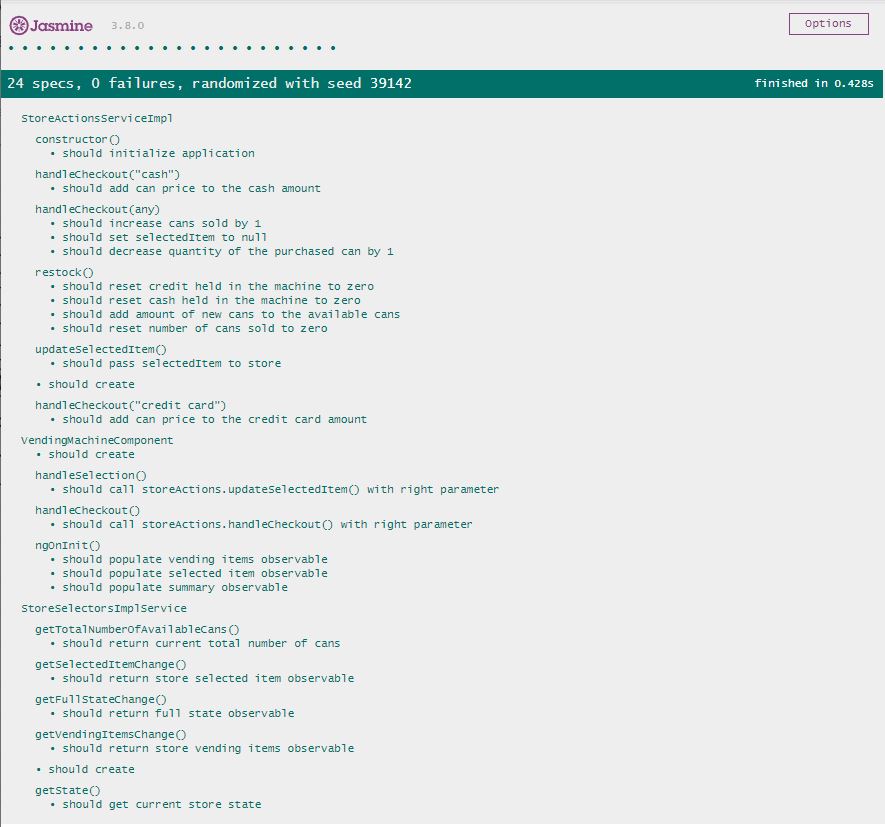 Jasmine 3.8.0 Options
• • • • • • • • • • • • • • • • • • • • • • • •
24 specs, 0 failures, randomized with seed 39142 finished in 0.428s
StoreActionsServiceImpl
constructor()
• should initialize application
handleCheckout("cash")
• should add can price to the cash amount
handleCheckout(any)
• should increase cans sold by 1
• should set selectedItem to null
• should decrease quantity of the purchased can by 1
restock()
• should reset credit held in the machine to zero
• should reset cash held in the machine to zero
• should add amount of new cans to the available cans
• should reset number of cans sold to zero
updateSelectedItem()
• should pass selectedItem to store
• should create
handleCheckout("credit card")
• should add can price to the credit card amount
VendingMachineComponent
• should create
handleSelection()
• should call storeActions.updateSelectedItem() with right parameter
handleCheckout()
• should call storeActions.handleCheckout() with right parameter
ngOnInit()
• should populate vending items observable
• should populate selected item observable
• should populate summary observable
StoreSelectorsImplService
getTotalNumberOfAvailableCans()
• should return current total number of cans
getSelectedItemChange()
• should return store selected item observable
getFullStateChange()
• should return full state observable
getVendingItemsChange()
• should return store vending items observable
• should create
getState()
• should get current store state